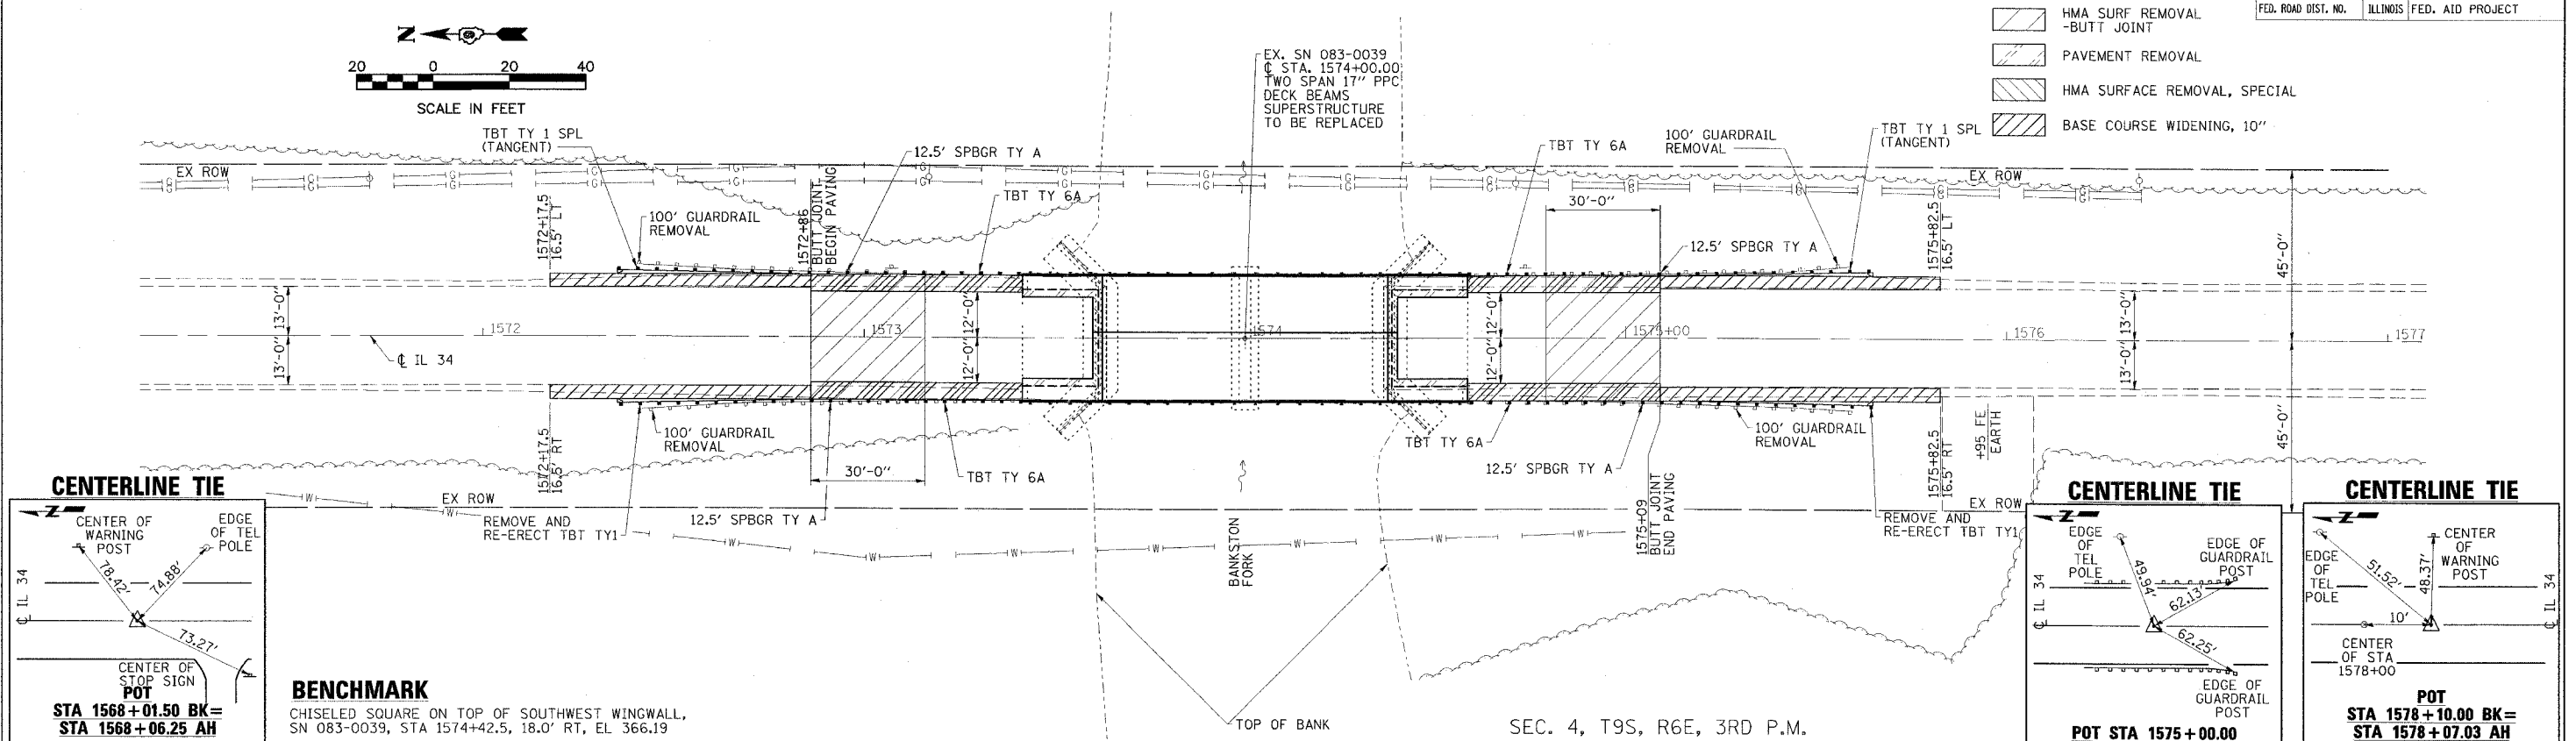 HMA SURF REMOVAL
-BUTT JOINT
PAVEMENT REMOVAL
HMA SURFACE REMOVAL, SPECIAL
BASE COURSE WIDENING, 10"
FED. ROAD DIST. NO. ILLINOIS FED. AID PROJECT
N
20 0 20 40
SCALE IN FEET
TBT TY 1 SPL
(TANGENT)
EX ROW
100' GUARDRAIL
REMOVAL
1572+17.5
16.5' LT
1572+86
BUTT JOINT
BEGIN PAVING
12.5' SPBGR TY A
TBT TY 6A
EX. SN 083-0039
℄ STA. 1574+00.00
TWO SPAN 17" PPC
DECK BEAMS
SUPERSTRUCTURE
TO BE REPLACED
TBT TY 6A
100' GUARDRAIL
REMOVAL
TBT TY 1 SPL
(TANGENT)
EX ROW
30'-0"
12.5' SPBGR TY A
1575+82.5
16.5' LT
45'-0"
13'-0"
13'-0"
1572
℄ IL 34
1573
12'-0"
12'-0"
1574
12'-0"
12'-0"
1575+00
1576
13'-0"
13'-0"
1577
1572+17.5
16.5' RT
100' GUARDRAIL
REMOVAL
30'-0"
TBT TY 6A
EX ROW
REMOVE AND
RE-ERECT TBT TY1
12.5' SPBGR TY A
BANKSTON
FORK
TBT TY 6A
12.5' SPBGR TY A
1575+09
BUTT JOINT
END PAVING
100' GUARDRAIL
REMOVAL
1575+82.5
16.5' RT
+95 FE
EARTH
45'-0"
EX ROW
REMOVE AND
RE-ERECT TBT TY1
TOP OF BANK
SEC. 4, T9S, R6E, 3RD P.M.
CENTERLINE TIE
N
CENTER OF
WARNING
POST
EDGE
OF TEL
POLE
78.42'
74.88'
℄ IL 34
73.27'
CENTER OF
STOP SIGN
POT
STA 1568+01.50 BK=
STA 1568+06.25 AH
BENCHMARK
CHISELED SQUARE ON TOP OF SOUTHWEST WINGWALL,
SN 083-0039, STA 1574+42.5, 18.0' RT, EL 366.19
CENTERLINE TIE
N
EDGE
OF
TEL
POLE
EDGE OF
GUARDRAIL
POST
49.94'
62.13'
℄ IL 34
62.25'
EDGE OF
GUARDRAIL
POST
POT STA 1575+00.00
CENTERLINE TIE
N
EDGE
OF
TEL
POLE
CENTER
OF
WARNING
POST
51.52'
48.37'
10'
℄ IL 34
CENTER
OF STA
1578+00
POT
STA 1578+10.00 BK=
STA 1578+07.03 AH